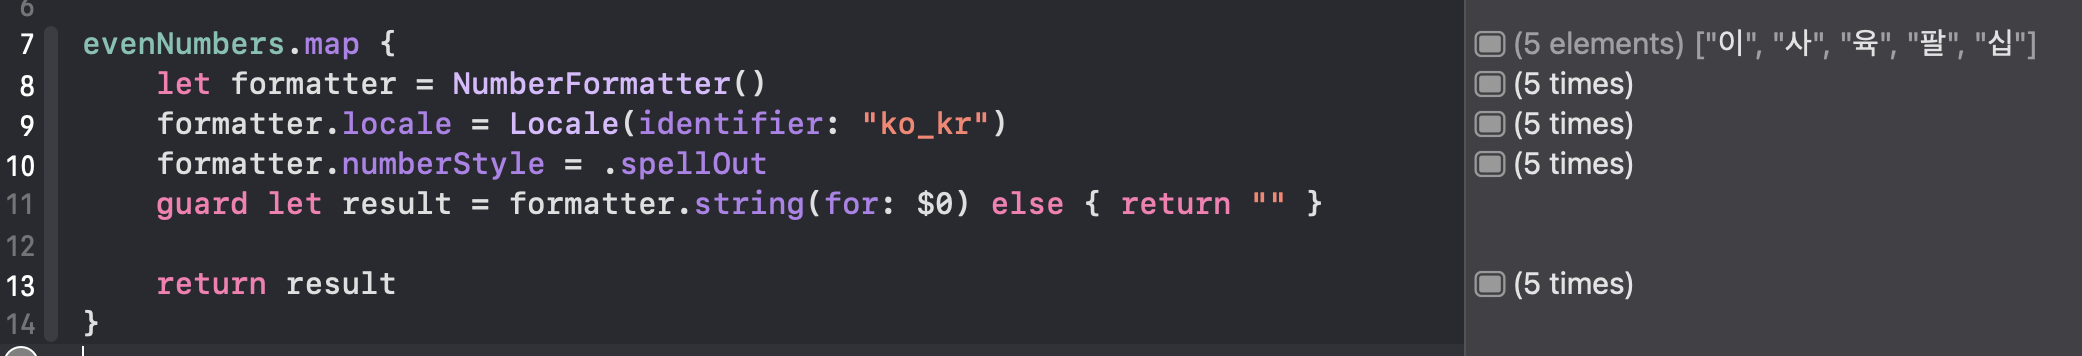 6
7 evenNumbers.map { (5 elements) ["이", "사", "육", "팔", "십"]
8 let formatter = NumberFormatter() (5 times)
9 formatter.locale = Locale(identifier: "ko_kr") (5 times)
10 formatter.numberStyle = .spellOut (5 times)
11 guard let result = formatter.string(for: $0) else { return "" }
12
13 return result (5 times)
14 }